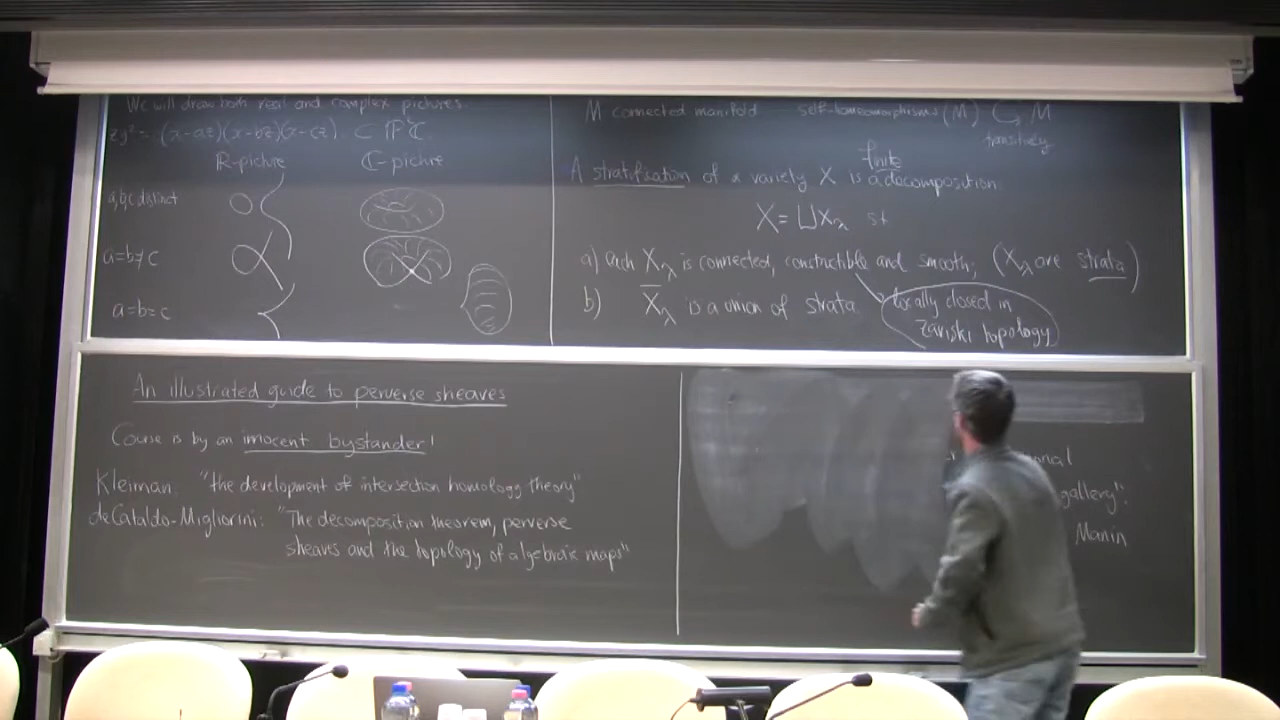 We will draw both real and complex pictures.
zy² = (x-az)(x-bz)(x-cz) ⊂ P²C
R-picture C-picture
a,b,c distinct
a=b≠c
a=b=c
M connected manifold self-homeomorphisms (M) ↻ M
transitively
finite
A stratification of a variety X is a decomposition
X = ⊔ X_λ st
a) each X_λ is connected, constructible and smooth, (X_λ are strata)
b) X̄_λ is a union of strata.
locally closed in
Zariski topology
An illustrated guide to perverse sheaves
Course is by an innocent bystander!
Kleiman: "the development of intersection homology theory"
deCataldo-Migliorini: "The decomposition theorem, perverse
sheaves and the topology of algebraic maps"
gallery".
Manin